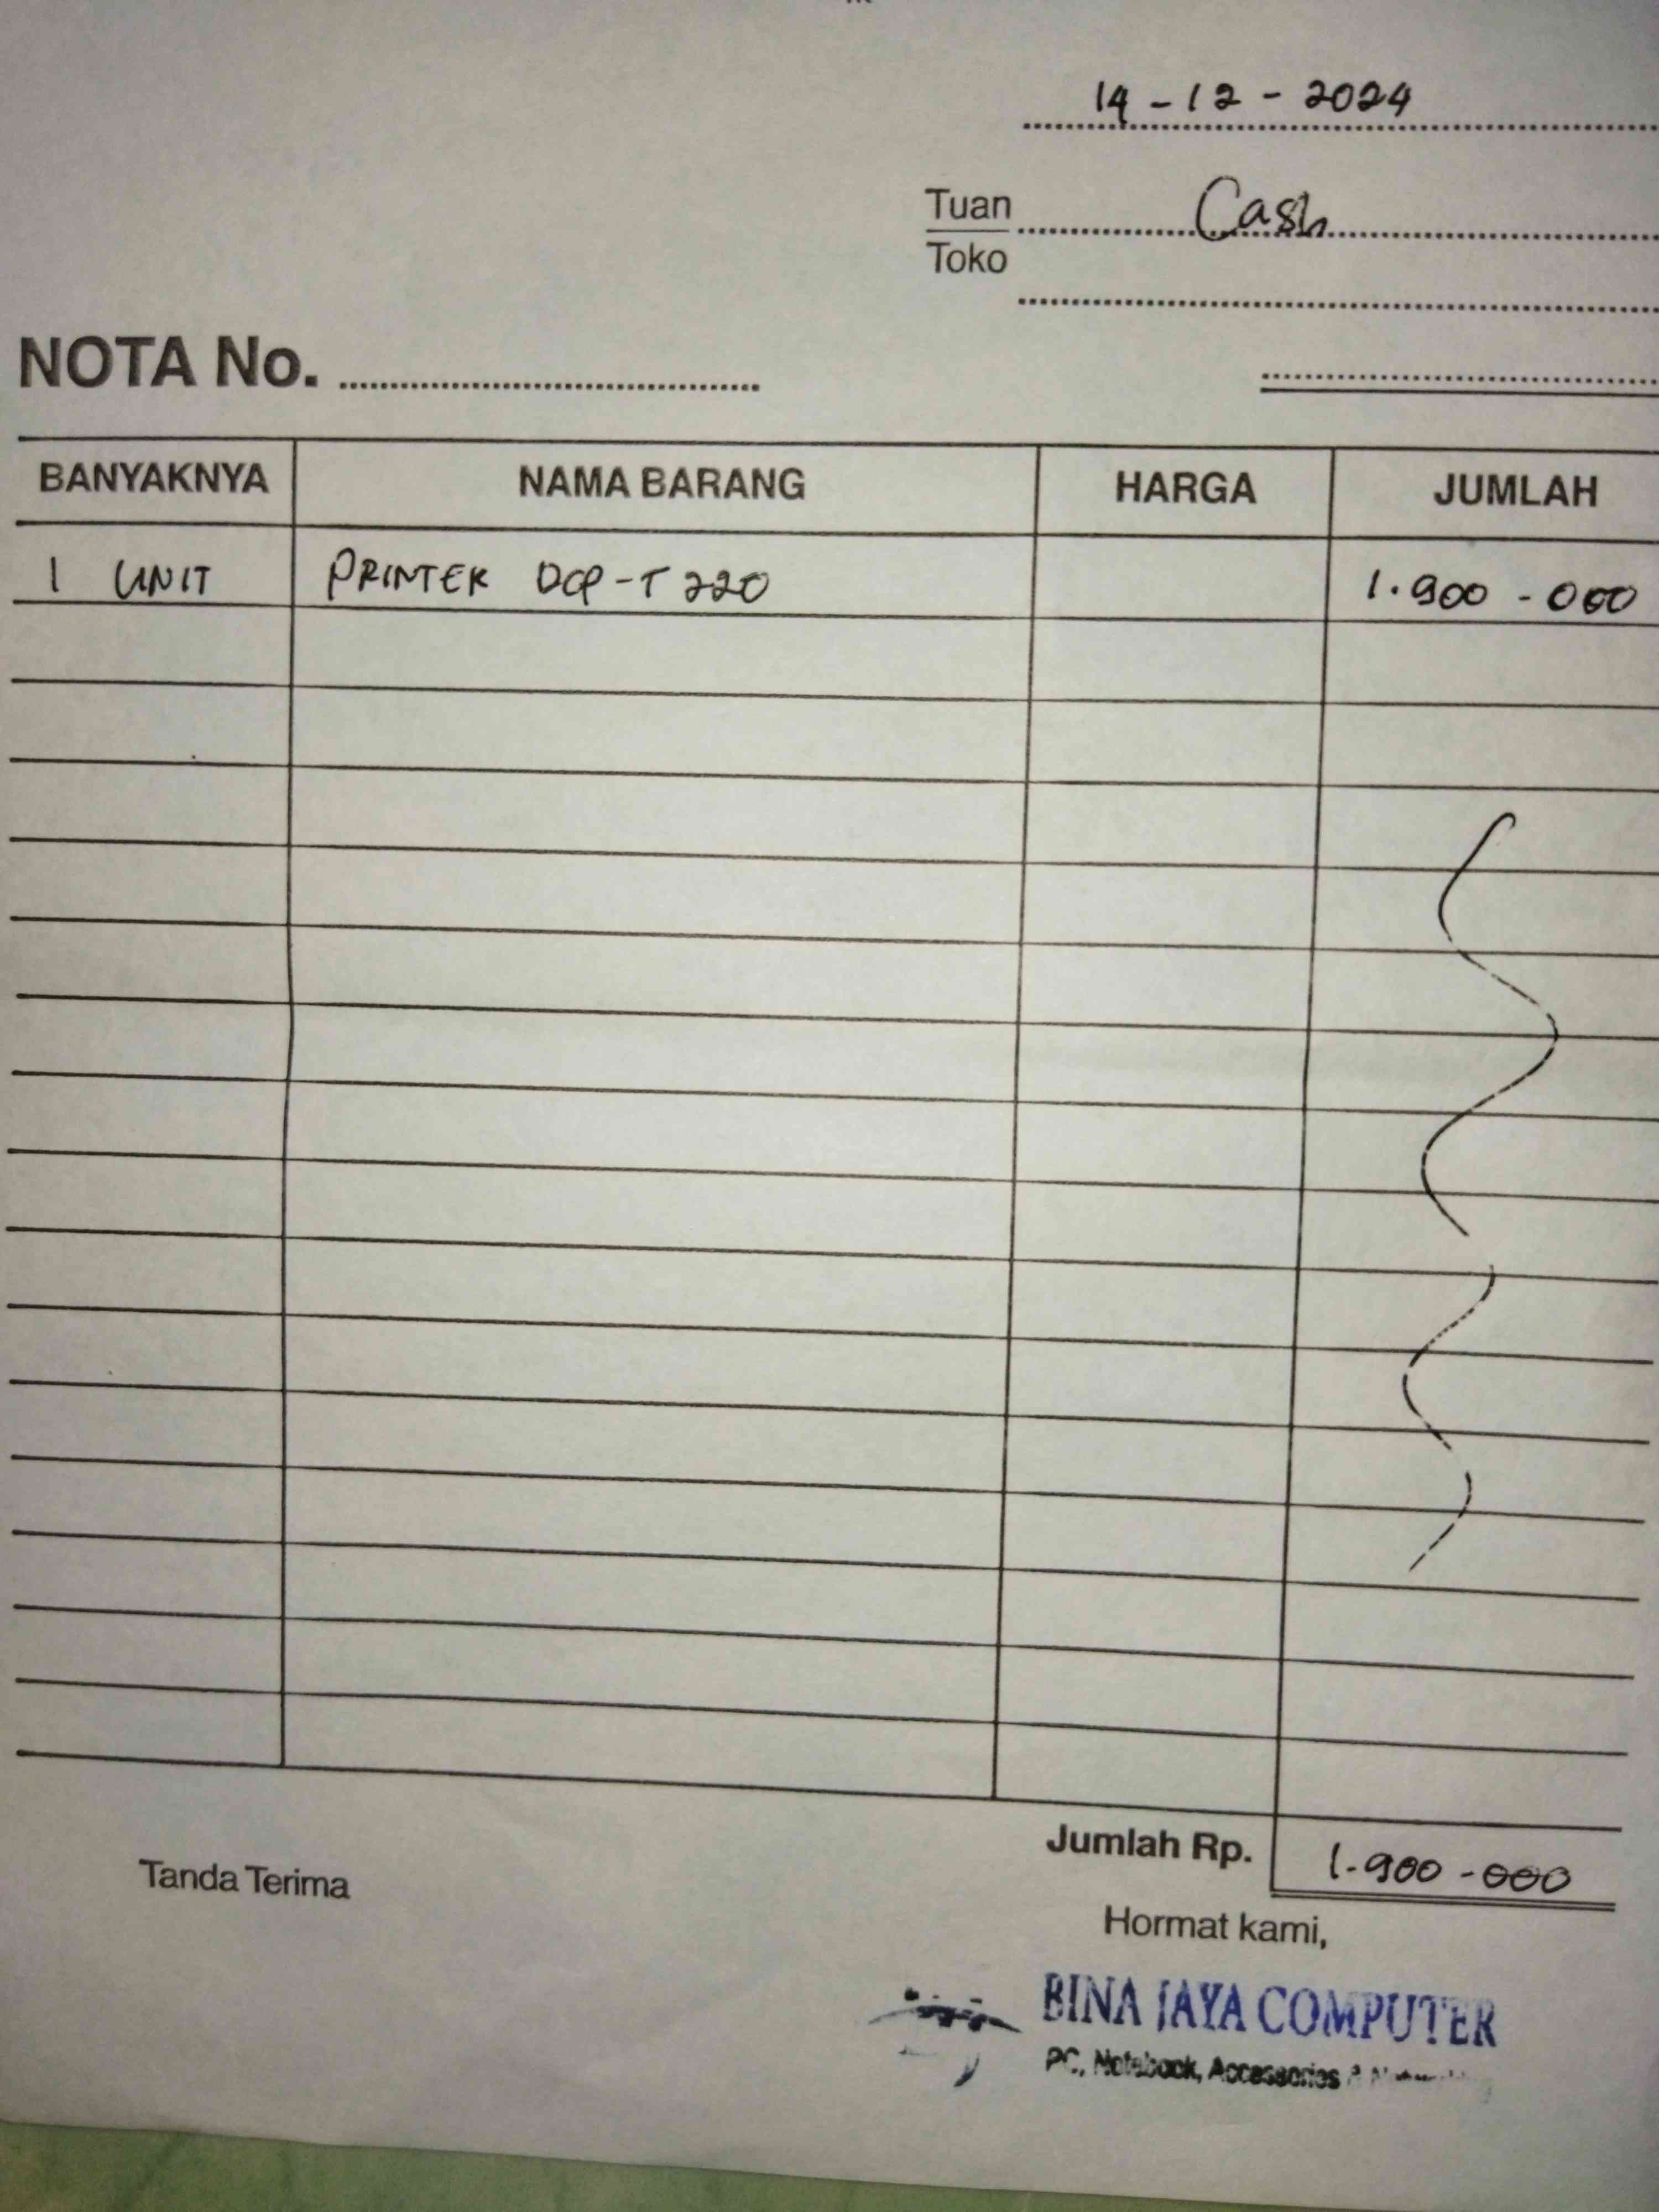 14 - 12 - 2024
Tuan Cash
Toko
NOTA No.
BANYAKNYA NAMA BARANG HARGA JUMLAH
1 UNIT PRINTER DCP-T220 1.900-000
Jumlah Rp. 1.900-000
Tanda Terima
Hormat kami,
BINA JAYA COMPUTER
PC, Notebook, Accessories